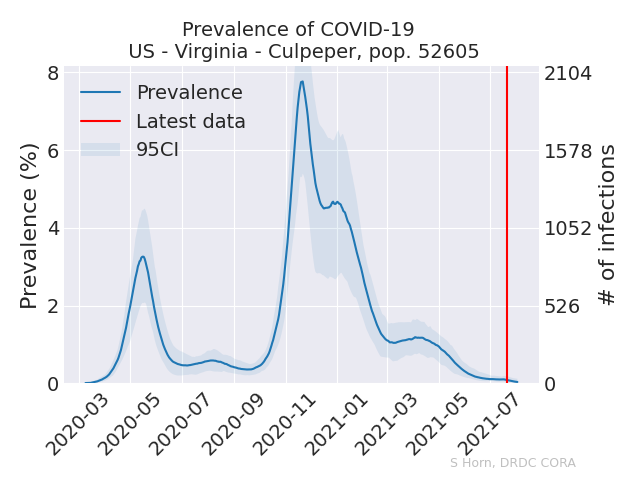 Prevalence of COVID-19
US - Virginia - Culpeper, pop. 52605
Prevalence
Latest data
95CI
Prevalence (%)
8
6
4
2
0
2104
1578
1052
526
0
# of infections
2020-03
2020-05
2020-07
2020-09
2020-11
2021-01
2021-03
2021-05
2021-07
S Horn, DRDC CORA